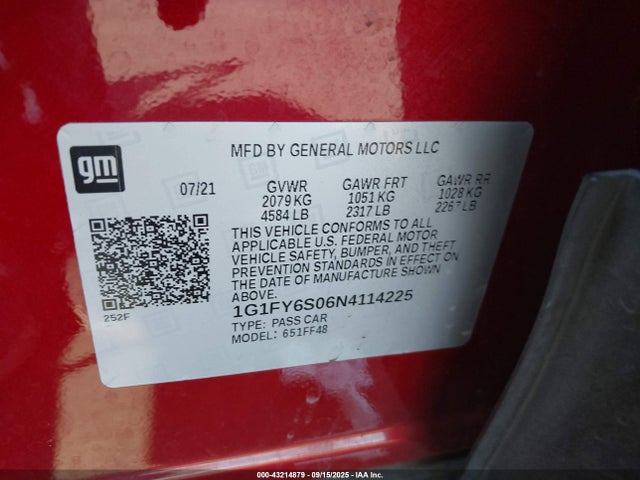 gm
MFD BY GENERAL MOTORS LLC
07/21 GVWR GAWR FRT GAWR RR
2079 KG 1051 KG 1028 KG
4584 LB 2317 LB 2267 LB
THIS VEHICLE CONFORMS TO ALL
APPLICABLE U.S. FEDERAL MOTOR
VEHICLE SAFETY, BUMPER, AND THEFT
PREVENTION STANDARDS IN EFFECT ON
THE DATE OF MANUFACTURE SHOWN
ABOVE.
252F
1G1FY6S06N4114225
TYPE: PASS CAR
MODEL: 651FF48
000-43214879 - 09/15/2025 - IAA Inc.